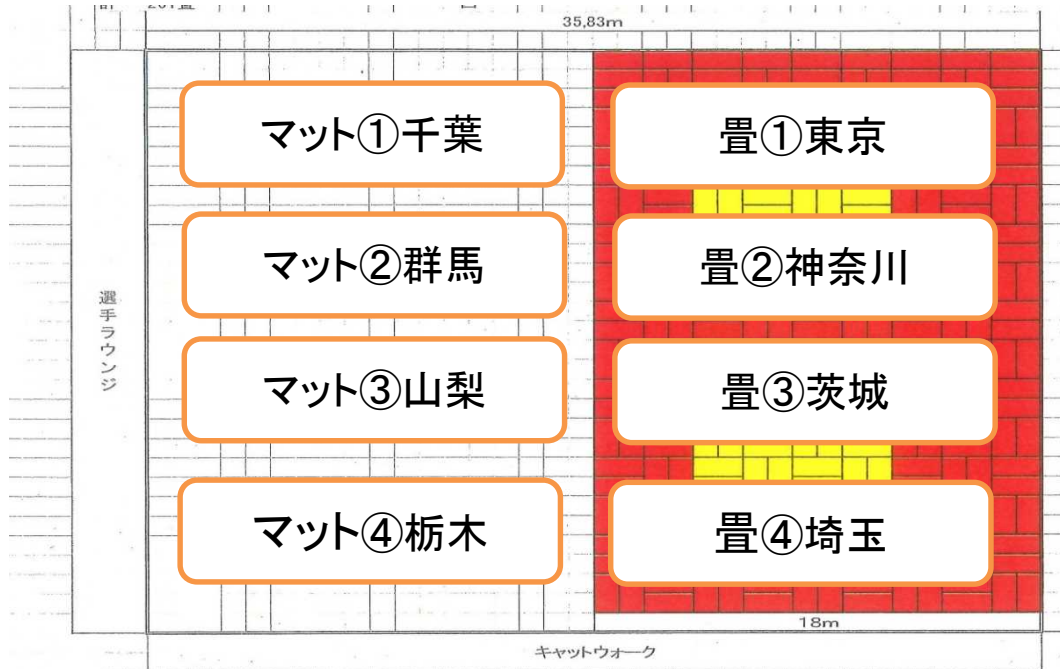 35,83m
マット①千葉
畳①東京
マット②群馬
畳②神奈川
選手ラウンジ
マット③山梨
畳③茨城
マット④栃木
畳④埼玉
18m
キャットウォーク